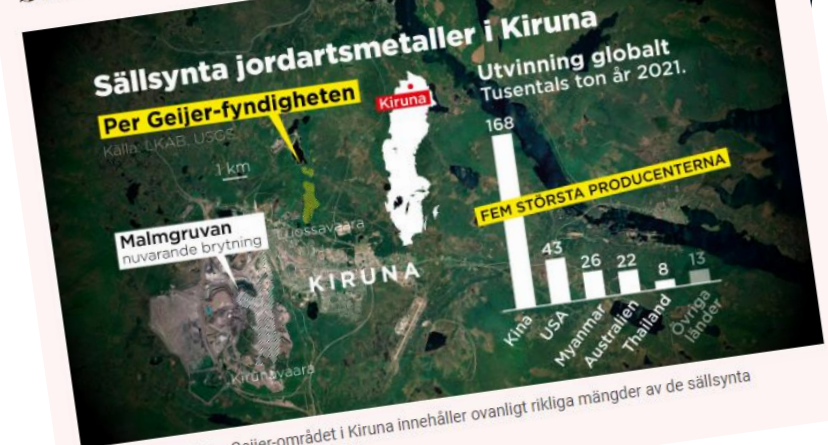 Sällsynta jordartsmetaller i Kiruna
Per Geijer-fyndigheten
Källa: LKAB, USGS
1 km
Kiruna
Utvinning globalt
Tusentals ton år 2021.
168
FEM STÖRSTA PRODUCENTERNA
43
26
22
8
13
Kina
USA
Myanmar
Australien
Thailand
Övriga
länder
Malmgruvan
nuvarande brytning
Luossavaara
KIRUNA
Kirunavaara
Geijer-området i Kiruna innehåller ovanligt rikliga mängder av de sällsynta